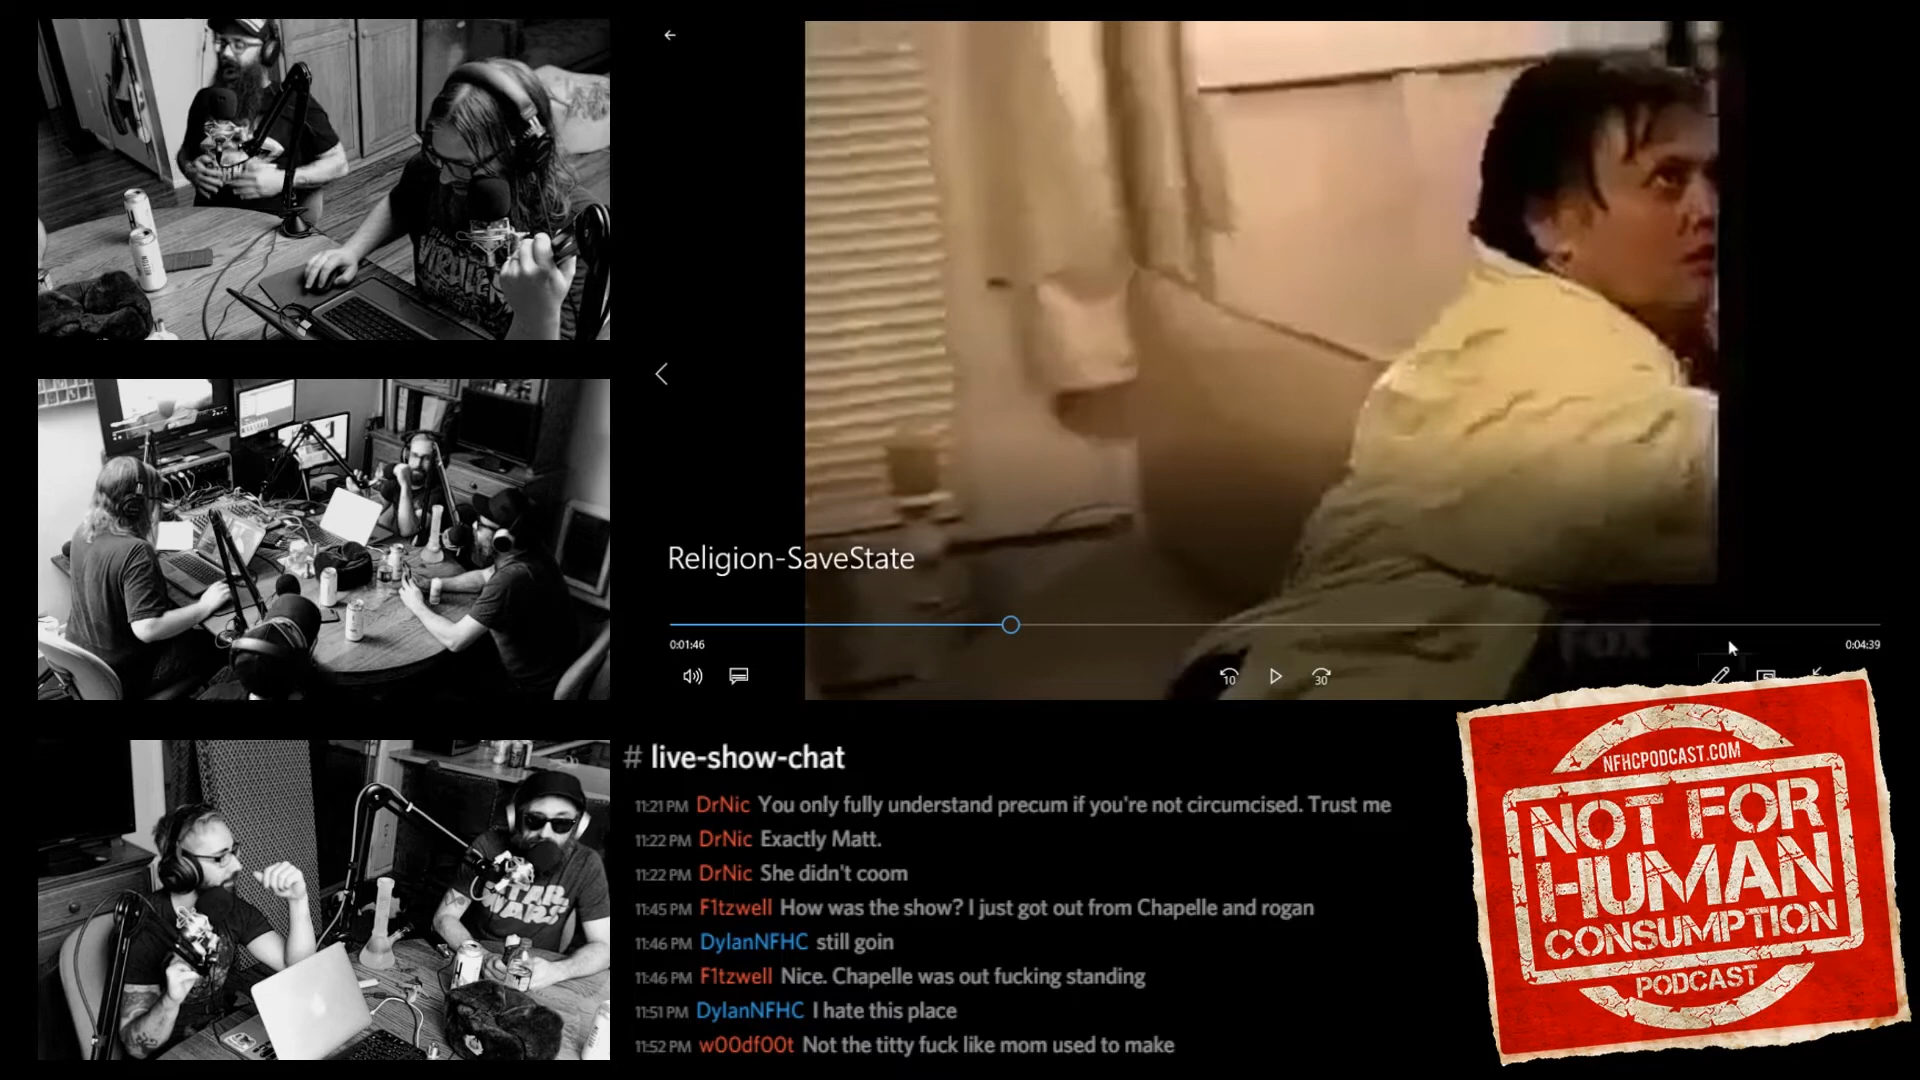 Religion-SaveState
0:01:46
0:04:39
10
30
FOX
# live-show-chat
11:21 PM DrNic You only fully understand precum if you're not circumcised. Trust me
11:22 PM DrNic Exactly Matt.
11:22 PM DrNic She didn't coom
11:45 PM F1tzwell How was the show? I just got out from Chapelle and rogan
11:46 PM DylanNFHC still goin
11:46 PM F1tzwell Nice. Chapelle was out fucking standing
11:51 PM DylanNFHC I hate this place
11:52 PM w00df00t Not the titty fuck like mom used to make
NFHCPODCAST.COM
NOT FOR
HUMAN
CONSUMPTION
PODCAST
STAR
WARS